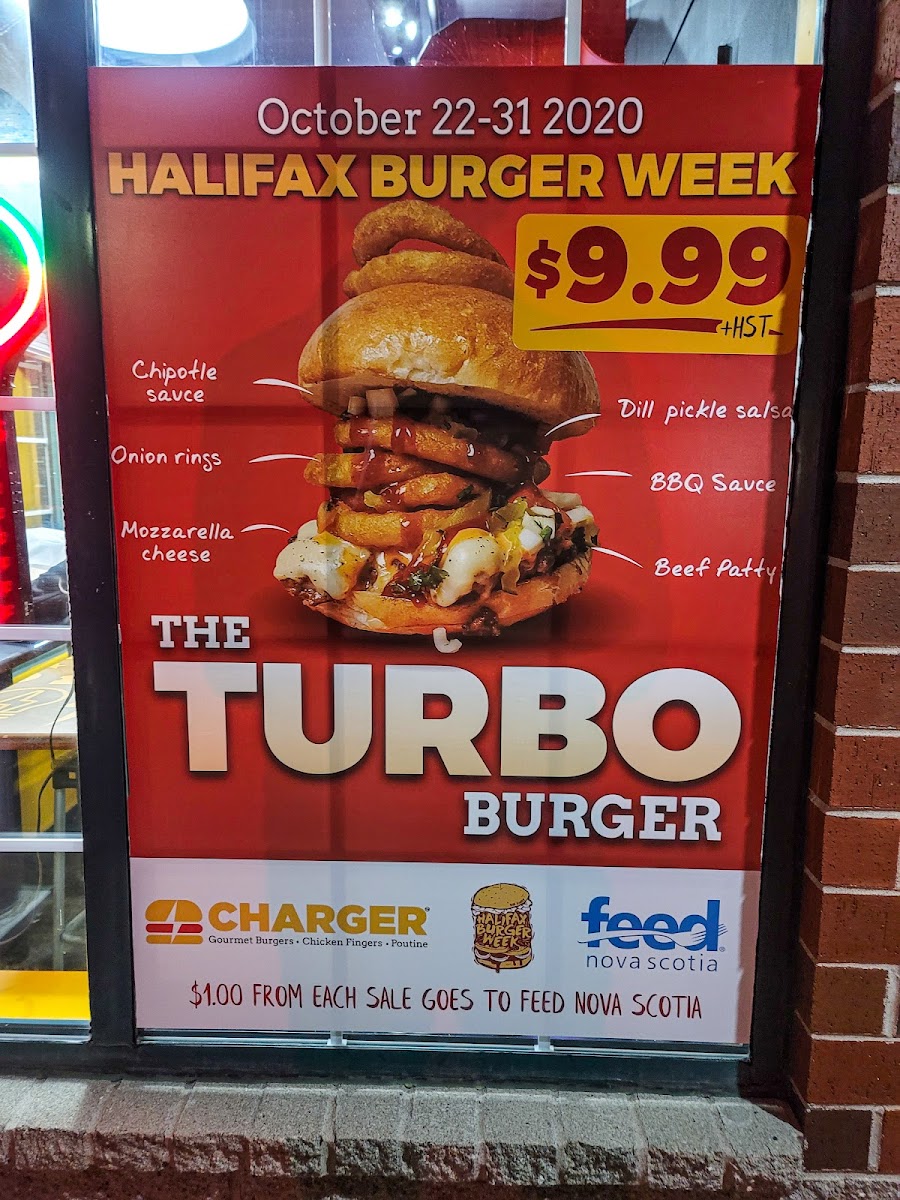 October 22-31 2020
HALIFAX BURGER WEEK
$9.99
+HST
Chipotle
sauce
Dill pickle salsa
Onion rings
BBQ Sauce
Mozzarella
cheese
Beef Patty
THE
TURBO
BURGER
CHARGER
Gourmet Burgers • Chicken Fingers • Poutine
HALIFAX
BURGER
WEEK
feed
nova scotia
$1.00 FROM EACH SALE GOES TO FEED NOVA SCOTIA